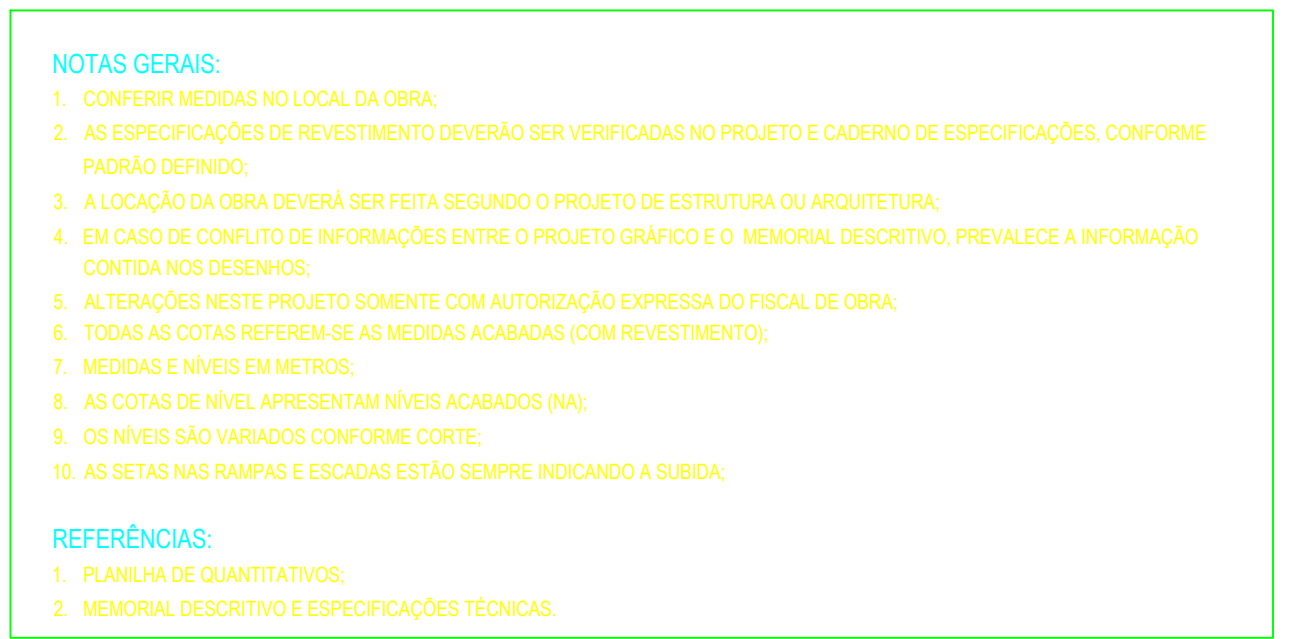 NOTAS GERAIS:
1. CONFERIR MEDIDAS NO LOCAL DA OBRA;
2. AS ESPECIFICAÇÕES DE REVESTIMENTO DEVERÃO SER VERIFICADAS NO PROJETO E CADERNO DE ESPECIFICAÇÕES, CONFORME
PADRÃO DEFINIDO;
3. A LOCAÇÃO DA OBRA DEVERÁ SER FEITA SEGUNDO O PROJETO DE ESTRUTURA OU ARQUITETURA;
4. EM CASO DE CONFLITO DE INFORMAÇÕES ENTRE O PROJETO GRÁFICO E O MEMORIAL DESCRITIVO, PREVALECE A INFORMAÇÃO
CONTIDA NOS DESENHOS;
5. ALTERAÇÕES NESTE PROJETO SOMENTE COM AUTORIZAÇÃO EXPRESSA DO FISCAL DE OBRA;
6. TODAS AS COTAS REFEREM-SE AS MEDIDAS ACABADAS (COM REVESTIMENTO);
7. MEDIDAS E NÍVEIS EM METROS;
8. AS COTAS DE NÍVEL APRESENTAM NÍVEIS ACABADOS (NA);
9. OS NÍVEIS SÃO VARIADOS CONFORME CORTE;
10. AS SETAS NAS RAMPAS E ESCADAS ESTÃO SEMPRE INDICANDO A SUBIDA;
REFERÊNCIAS:
1. PLANILHA DE QUANTITATIVOS;
2. MEMORIAL DESCRITIVO E ESPECIFICAÇÕES TÉCNICAS.